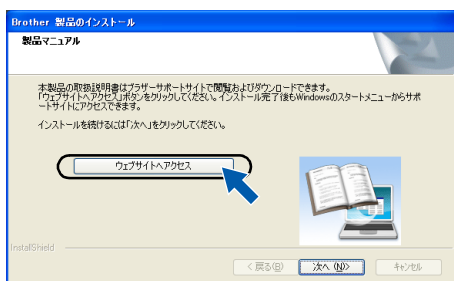 Brother 製品のインストール
製品マニュアル
本製品の取扱説明書はブラザーサポートサイトで閲覧およびダウンロードできます。
「ウェブサイトへアクセス」ボタンをクリックしてください。インストール完了後もWindowsのスタートメニューからサポ
ートサイトにアクセスできます。
インストールを続けるには「次へ」をクリックしてください。
ウェブサイトへアクセス
InstallShield
< 戻る(B)
次へ (N)>
キャンセル